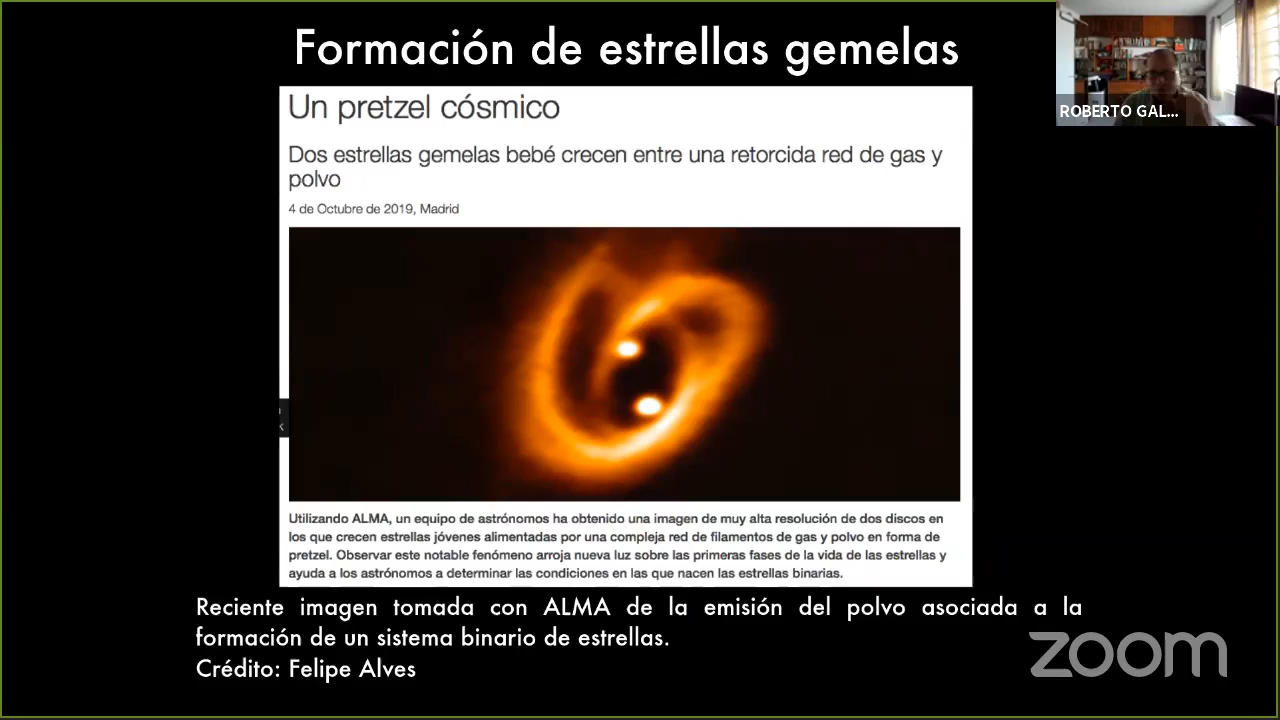 Formación de estrellas gemelas
ROBERTO GAL...
Un pretzel cósmico
Dos estrellas gemelas bebé crecen entre una retorcida red de gas y
polvo
4 de Octubre de 2019, Madrid
Utilizando ALMA, un equipo de astrónomos ha obtenido una imagen de muy alta resolución de dos discos en
los que crecen estrellas jóvenes alimentadas por una compleja red de filamentos de gas y polvo en forma de
pretzel. Observar este notable fenómeno arroja nueva luz sobre las primeras fases de la vida de las estrellas y
ayuda a los astrónomos a determinar las condiciones en las que nacen las estrellas binarias.
Reciente imagen tomada con ALMA de la emisión del polvo asociada a la
formación de un sistema binario de estrellas.
Crédito: Felipe Alves
zoom